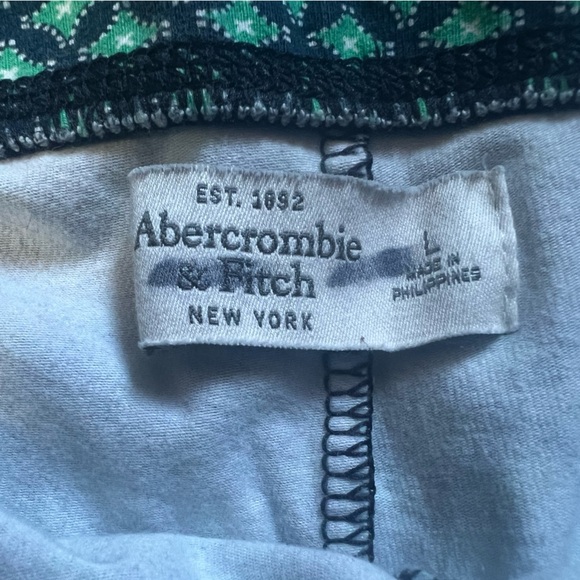 EST. 1892
Abercrombie
& Fitch
NEW YORK
L
MADE IN
PHILIPPINES